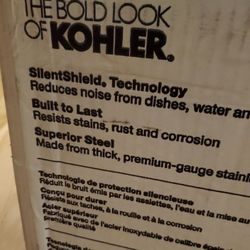 THE BOLD LOOK
OF KOHLER®
SilentShield® Technology
Reduces noise from dishes, water and
Built to Last
Resists stains, rust and corrosion
Superior Steel
Made from thick, premium-gauge stainl
Technologie de protection silencieuse
Réduit le bruit émis par les assiettes, l'eau et la mise au
Conçu pour durer
Résiste aux taches, à la rouille et à la corrosion
Acier supérieur
Fabriqué avec de l'acier inoxydable de calibre épais
première qualité